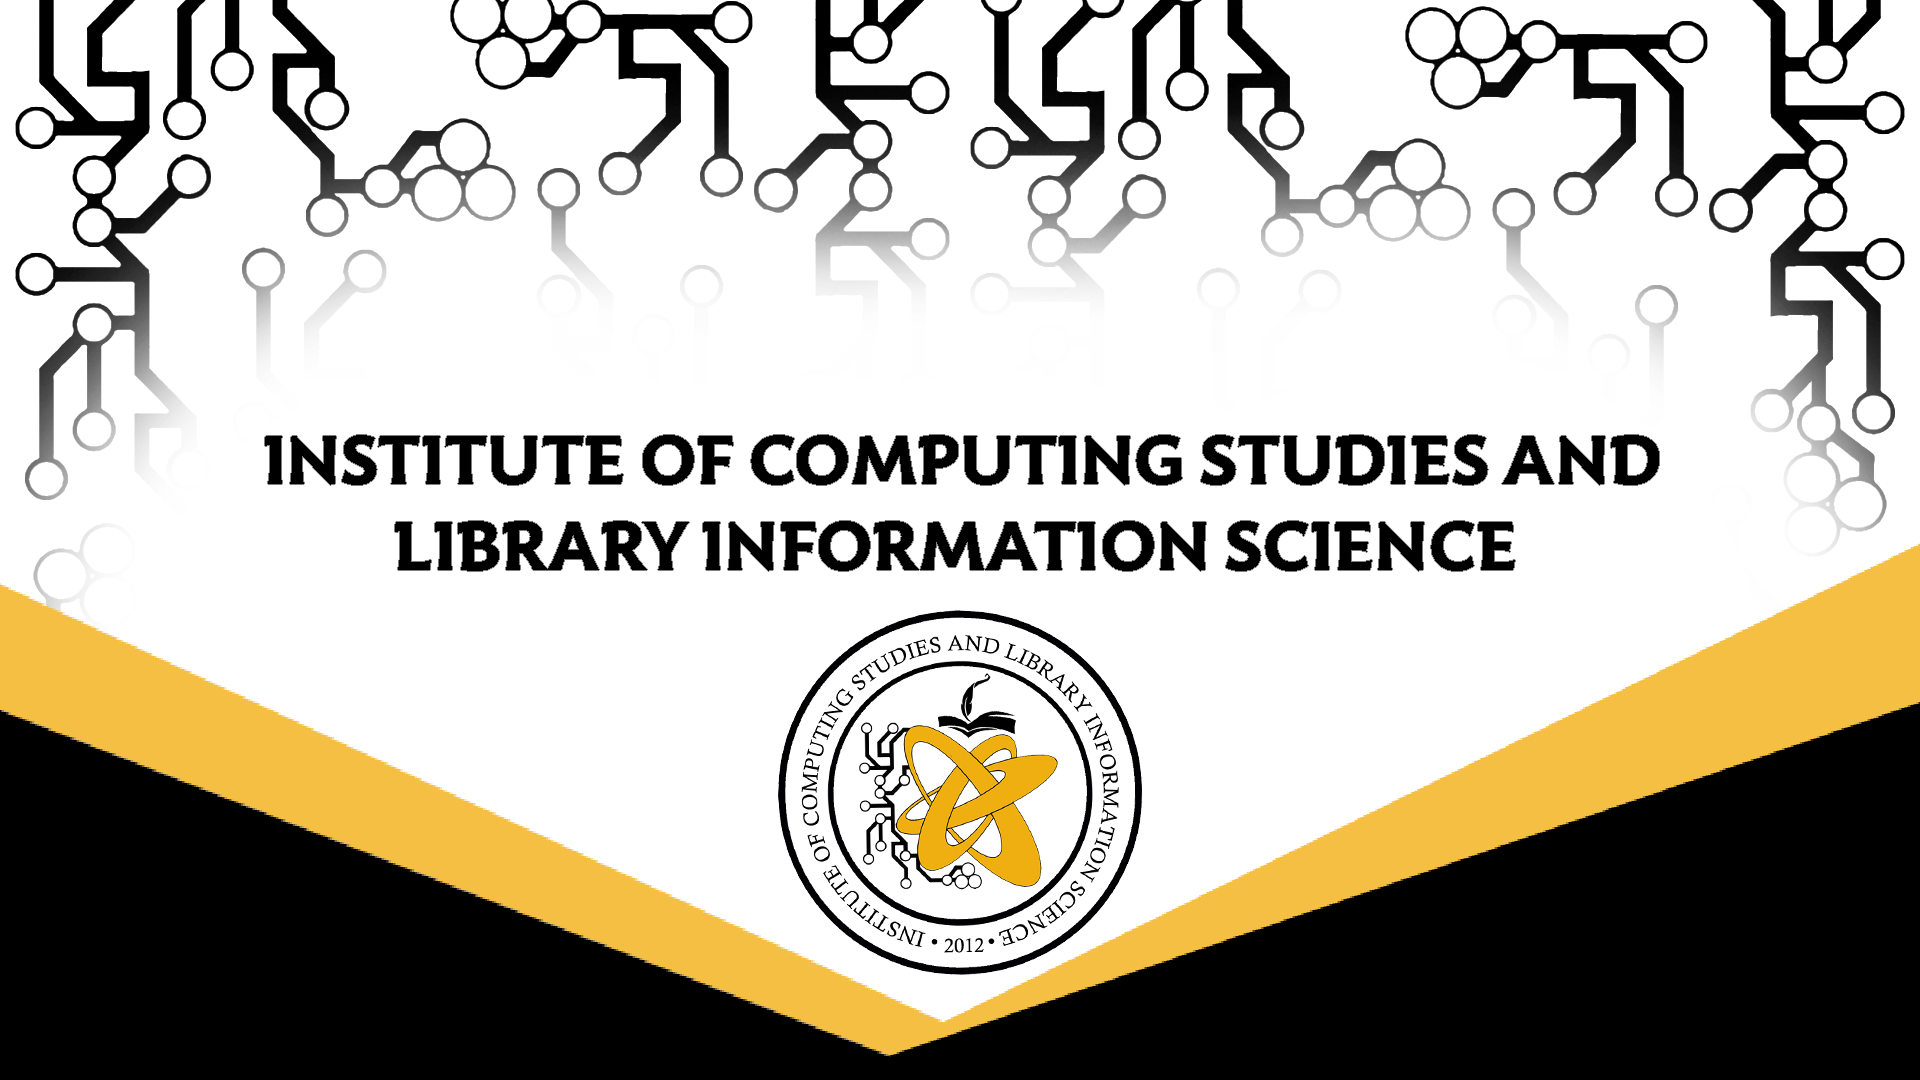 INSTITUTE OF COMPUTING STUDIES AND
LIBRARY INFORMATION SCIENCE
INSTITUTE OF COMPUTING STUDIES AND LIBRARY INFORMATION SCIENCE
• 2012 •